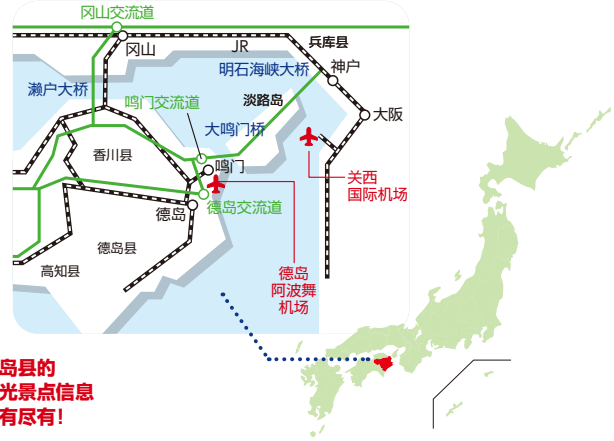 冈山交流道
冈山
JR
兵库县
濑户大桥
明石海峡大桥
神户
鸣门交流道
淡路岛
大阪
大鸣门桥
香川县
鸣门
关西
国际机场
德岛
德岛交流道
德岛县
高知县
德岛
阿波舞
机场
岛县的
光景点信息
有尽有！